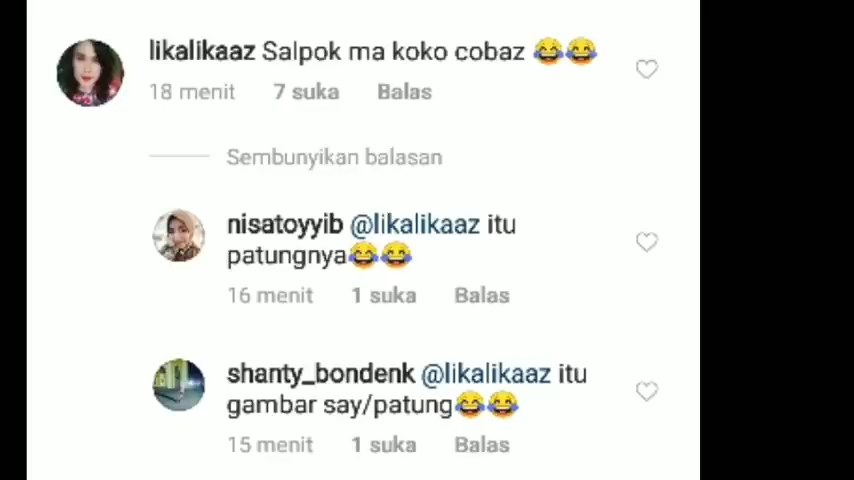 likalikaaz Salpok ma koko cobaz 😂😂
18 menit 7 suka Balas
Sembunyikan balasan
nisatoyyib @likalikaaz itu
patungnya😂😂
16 menit 1 suka Balas
shanty_bondenk @likalikaaz itu
gambar say/patung😂😂
15 menit 1 suka Balas